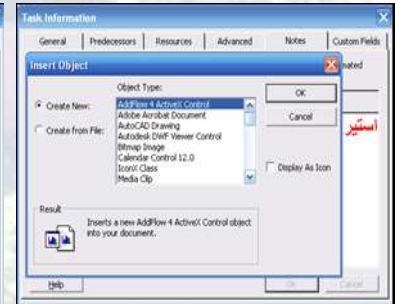 Task Information
General Predecessors Resources Advanced Notes Custom Fields
Insert Object
nated
Object Type:
Create New:
Create from File:
AddFlow 4 ActiveX Control
Adobe Acrobat Document
AutoCAD Drawing
Autodesk DWF Viewer Control
Bitmap Image
Calendar Control 12.0
IconX Class
Media Clip
OK
Cancel
استير
Display As Icon
Result
Inserts a new AddFlow 4 ActiveX Control object
into your document.
Help
OK
Cancel